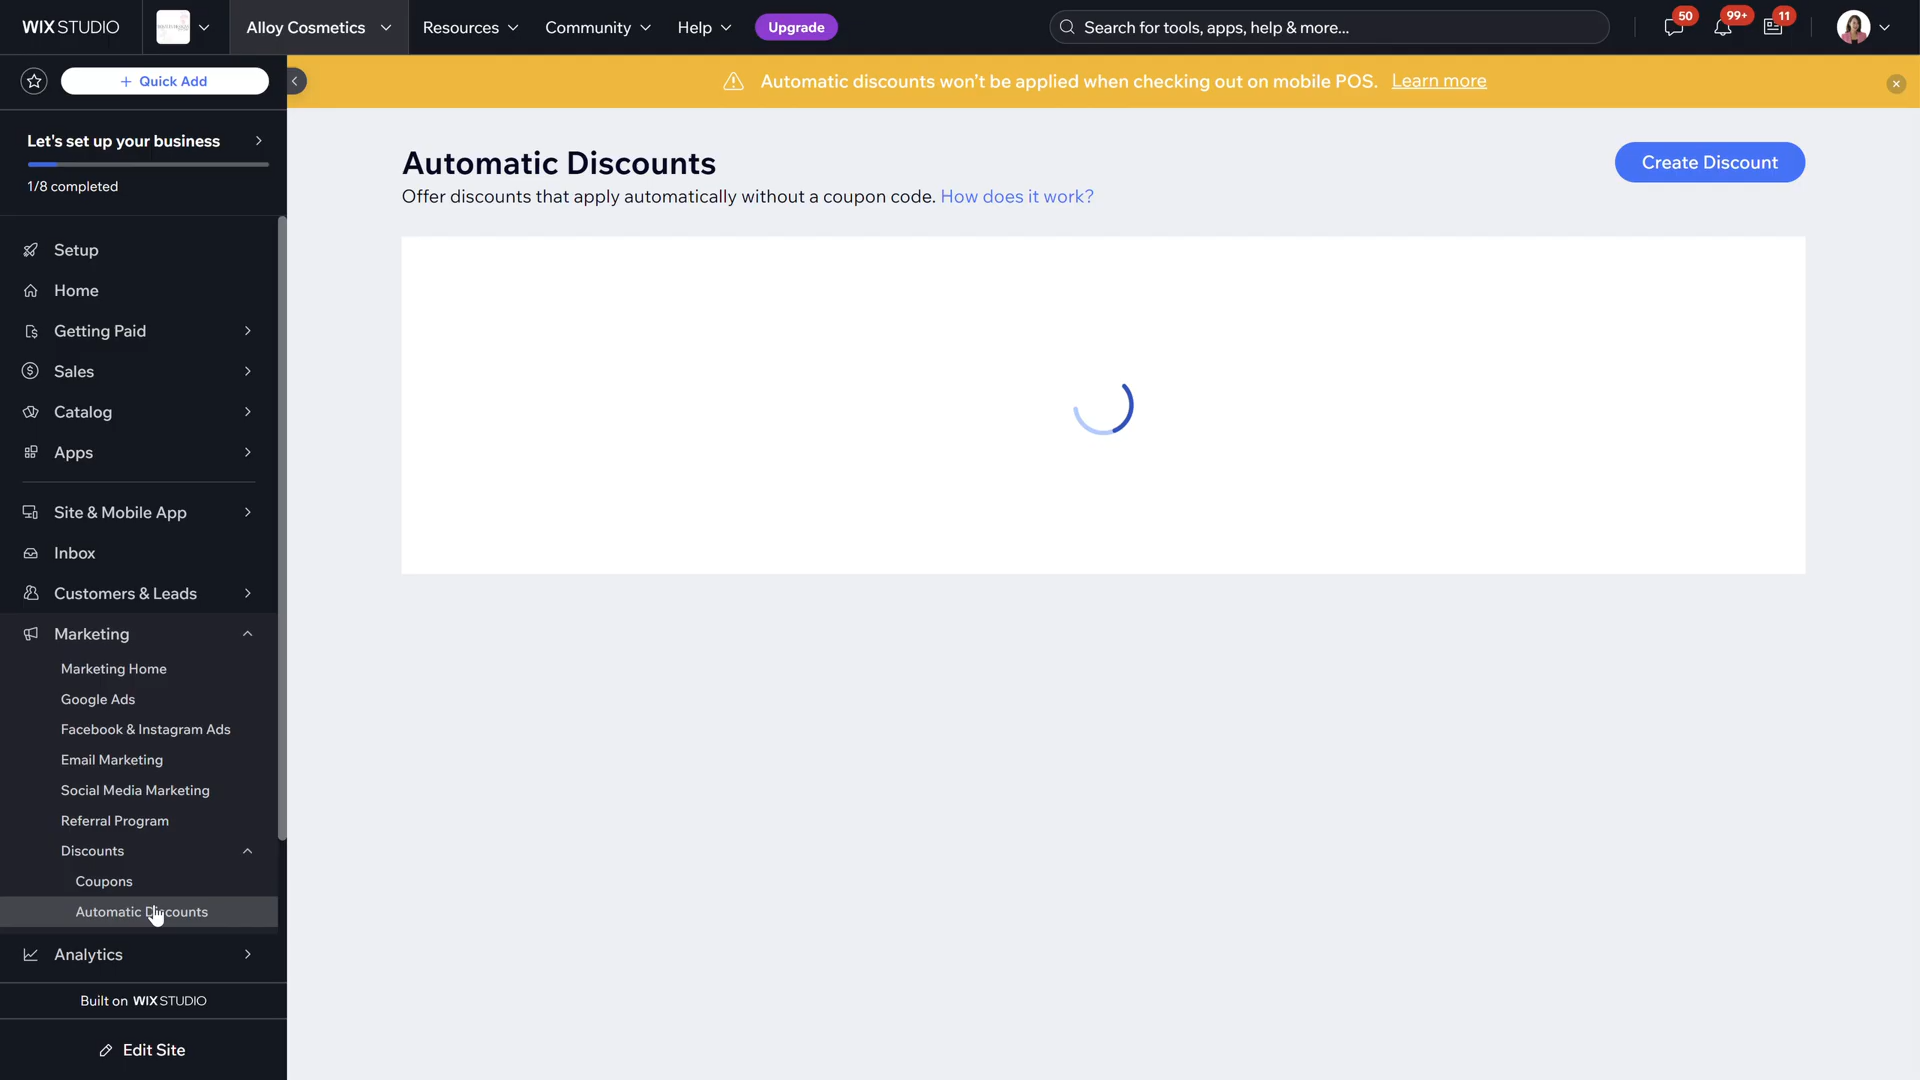 WIX STUDIO
Alloy Cosmetics
Resources
Community
Help
Upgrade
Search for tools, apps, help & more...
50
99+
11
+ Quick Add
Automatic discounts won't be applied when checking out on mobile POS. Learn more
Let's set up your business
1/8 completed
Automatic Discounts
Offer discounts that apply automatically without a coupon code. How does it work?
Create Discount
Setup
Home
Getting Paid
Sales
Catalog
Apps
Site & Mobile App
Inbox
Customers & Leads
Marketing
Marketing Home
Google Ads
Facebook & Instagram Ads
Email Marketing
Social Media Marketing
Referral Program
Discounts
Coupons
Automatic Discounts
Analytics
Built on WIX STUDIO
Edit Site